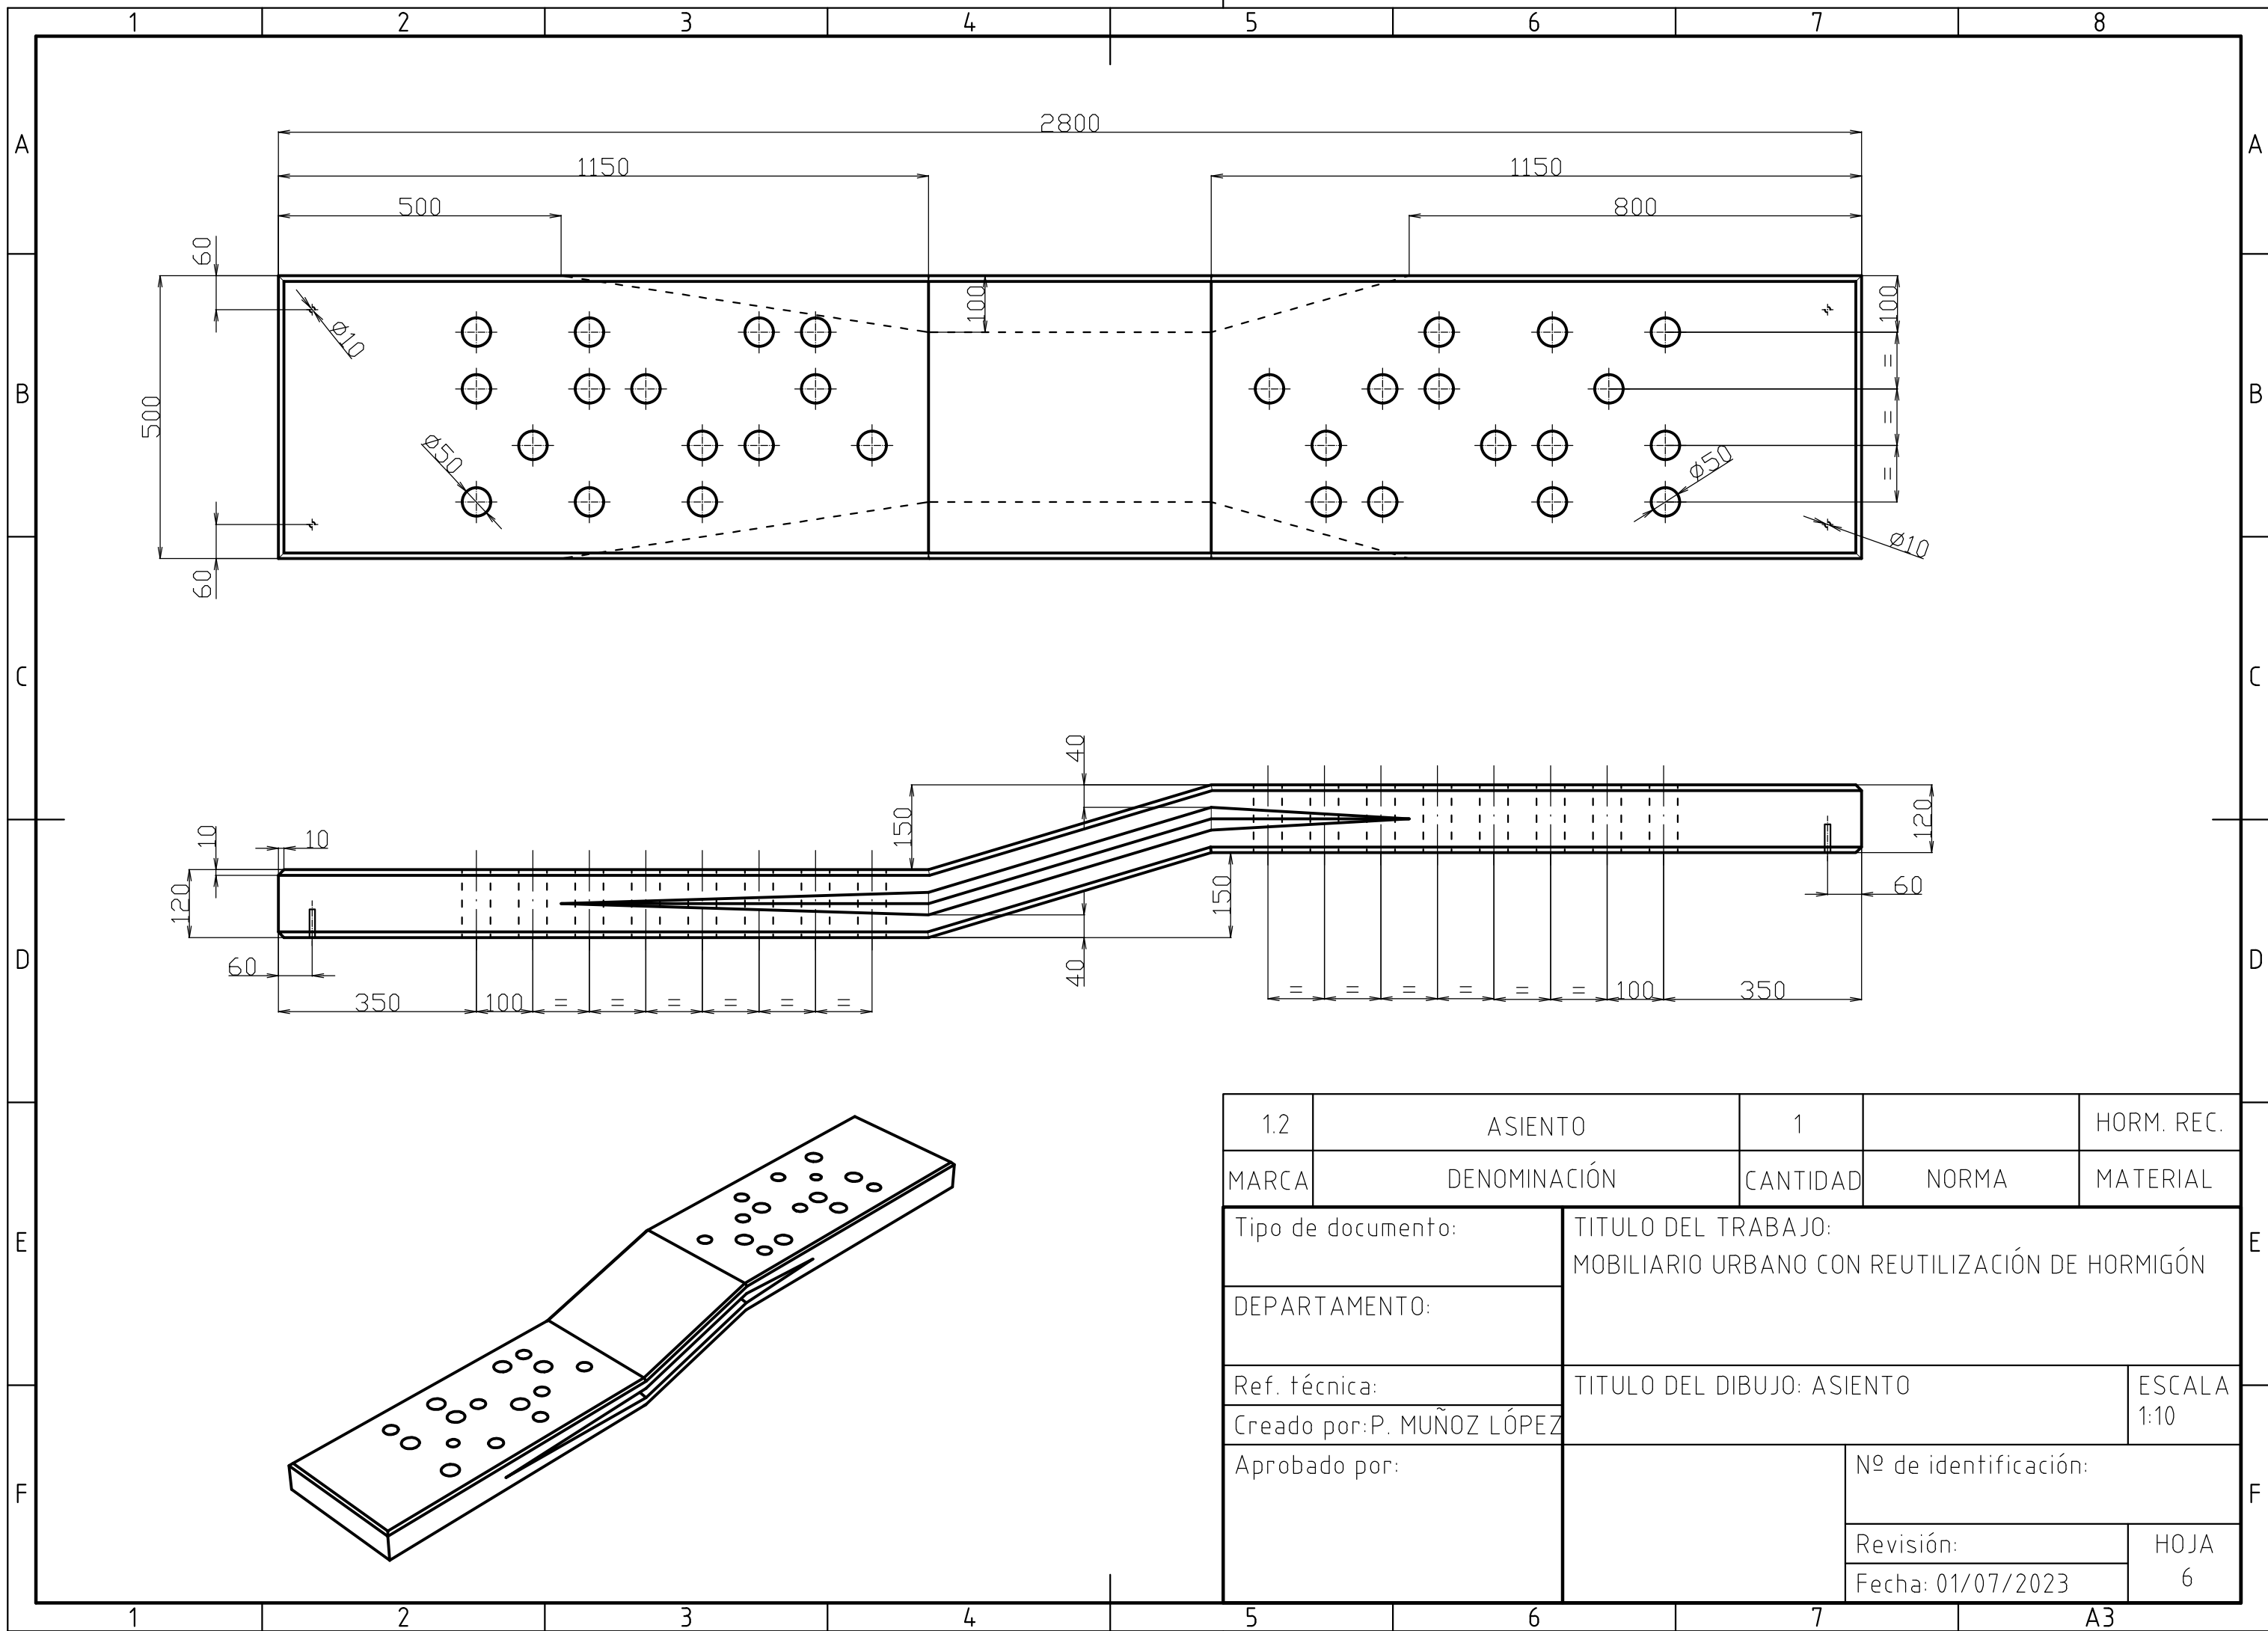 1 2 3 4 5 6 7 8
A A
B B
C C
D D
E E
F F
1 2 3 4 5 6 7 A3
2800
1150 1150
500 800
60
Ø10
100
100
=
=
=
500
Ø50
Ø50
60
Ø10
40
150
10
10
120
120
60
150
60
40
350 100 = = = = = =
= = = = = = 100 350
1.2 ASIENTO 1 HORM. REC.
MARCA DENOMINACIÓN CANTIDAD NORMA MATERIAL
Tipo de documento:
TITULO DEL TRABAJO:
MOBILIARIO URBANO CON REUTILIZACIÓN DE HORMIGÓN
DEPARTAMENTO:
Ref. técnica:
TITULO DEL DIBUJO: ASIENTO
ESCALA
1:10
Creado por:P. MUÑOZ LÓPEZ
Aprobado por:
Nº de identificación:
Revisión:
HOJA
6
Fecha: 01/07/2023